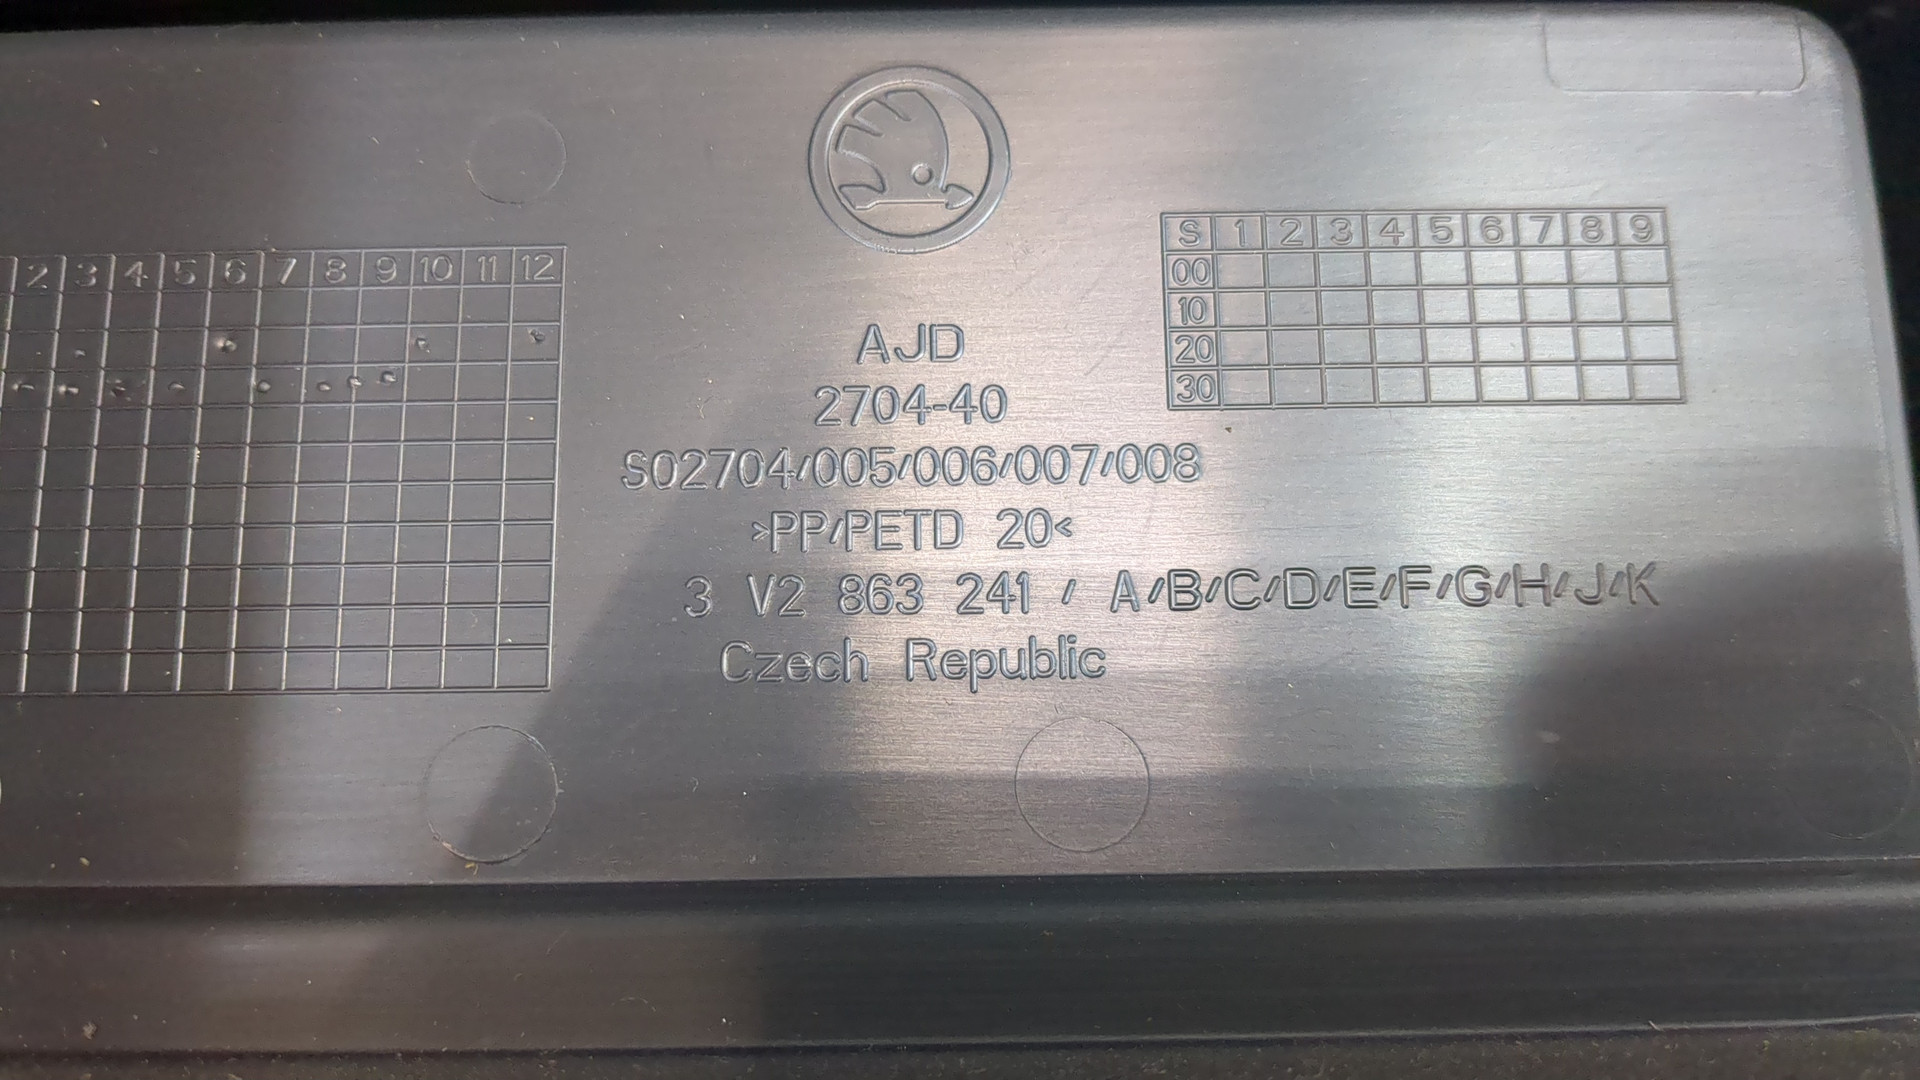 2 3 4 5 6 7 8 9 10 11 12
AJD
2704-40
S02704/005/006/007/008
>PP/PETD 20<
3 V2 863 241 / A/B/C/D/E/F/G/H/J/K
Czech Republic
S 1 2 3 4 5 6 7 8 9
00
10
20
30